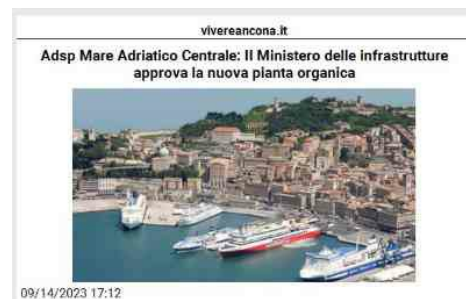 vivereancona.it
Adsp Mare Adriatico Centrale: Il Ministero delle infrastrutture
approva la nuova pianta organica
09/14/2023 17:12